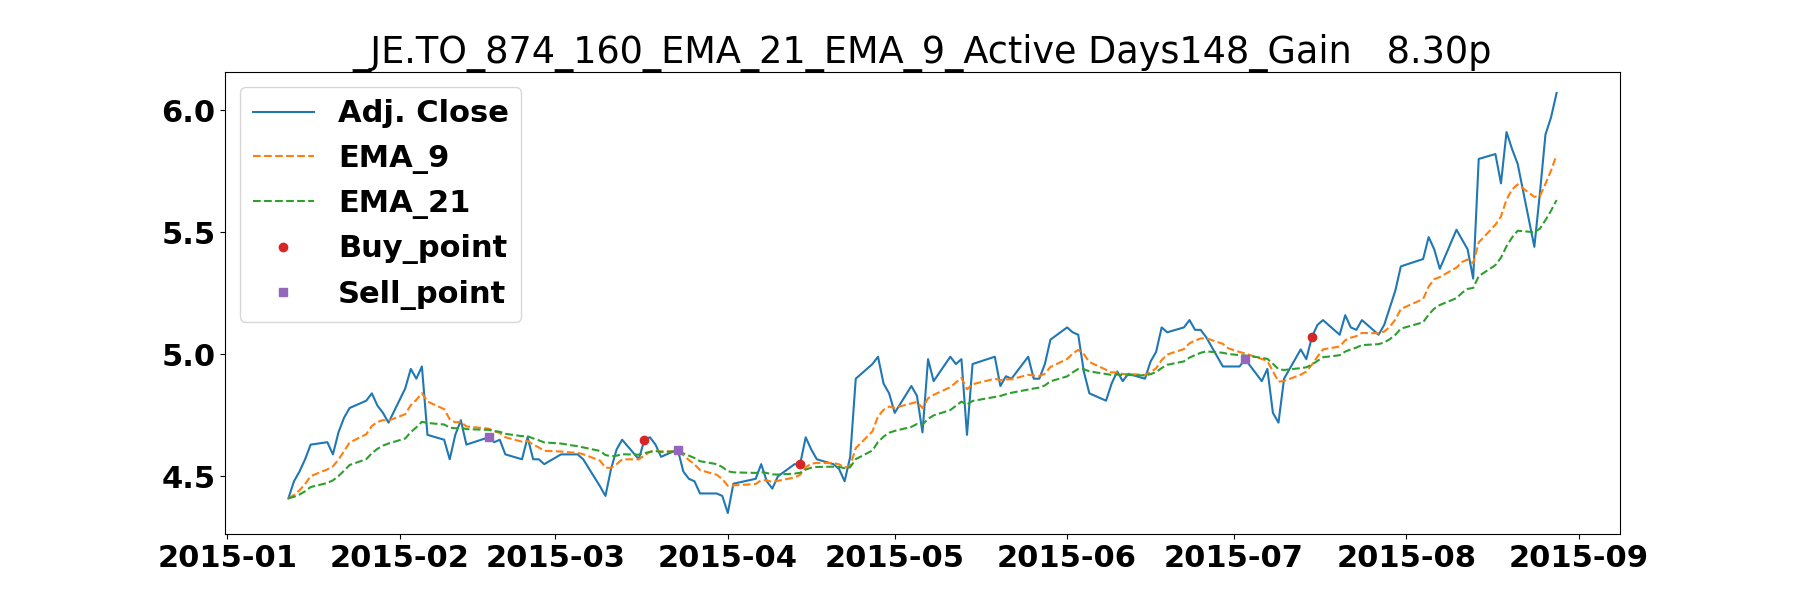 _JE.TO_874_160_EMA_21_EMA_9_Active Days148_Gain   8.30p
6.0
5.5
5.0
4.5
Adj. Close
EMA_9
EMA_21
Buy_point
Sell_point
2015-01 2015-02 2015-03 2015-04 2015-05 2015-06 2015-07 2015-08 2015-09